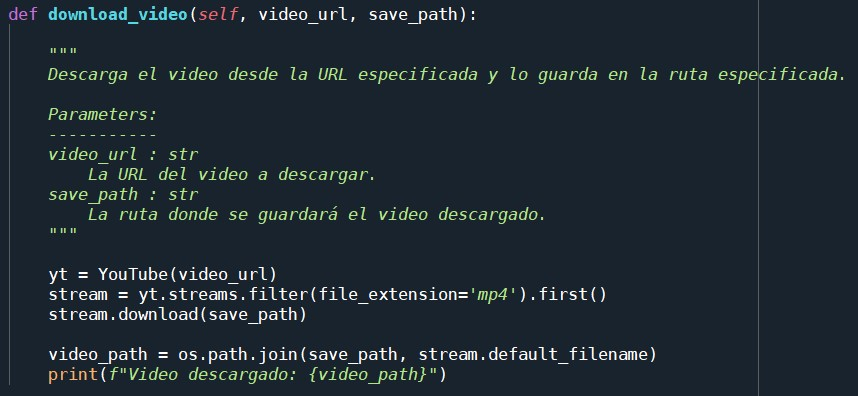 def download_video(self, video_url, save_path):
"""
Descarga el video desde la URL especificada y lo guarda en la ruta especificada.
Parameters:
-----------
video_url : str
La URL del video a descargar.
save_path : str
La ruta donde se guardará el video descargado.
"""
yt = YouTube(video_url)
stream = yt.streams.filter(file_extension='mp4').first()
stream.download(save_path)
video_path = os.path.join(save_path, stream.default_filename)
print(f"Video descargado: {video_path}")